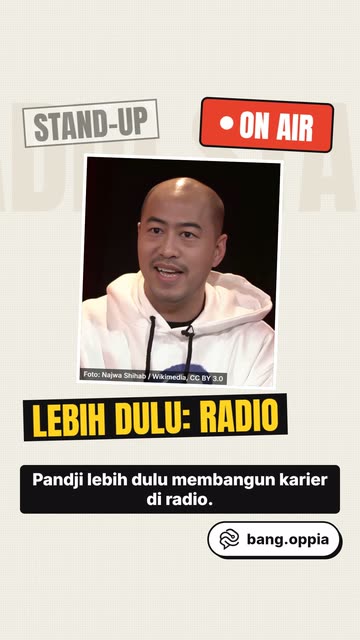 STAND-UP
ON AIR
Foto: Najwa Shihab / Wikimedia, CC BY 3.0
LEBIH DULU: RADIO
Pandji lebih dulu membangun karier
di radio.
bang.oppia